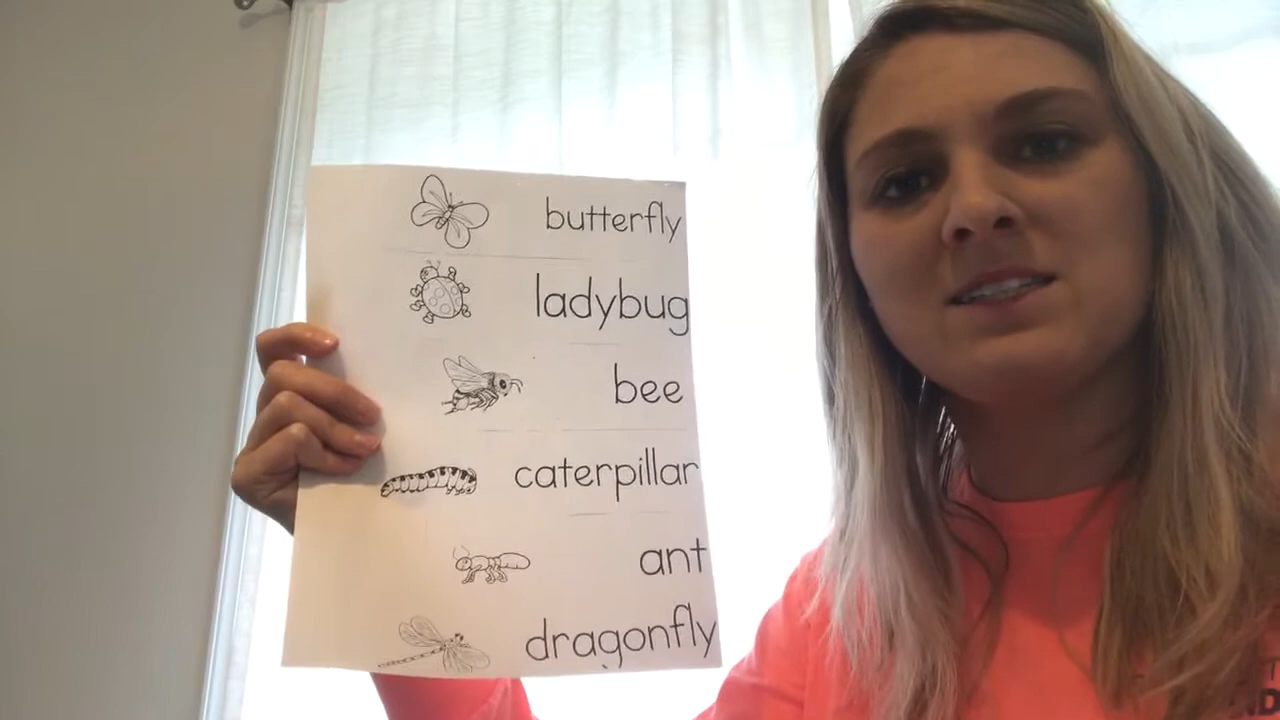 butterfly
ladybug
bee
caterpillar
ant
dragonfly